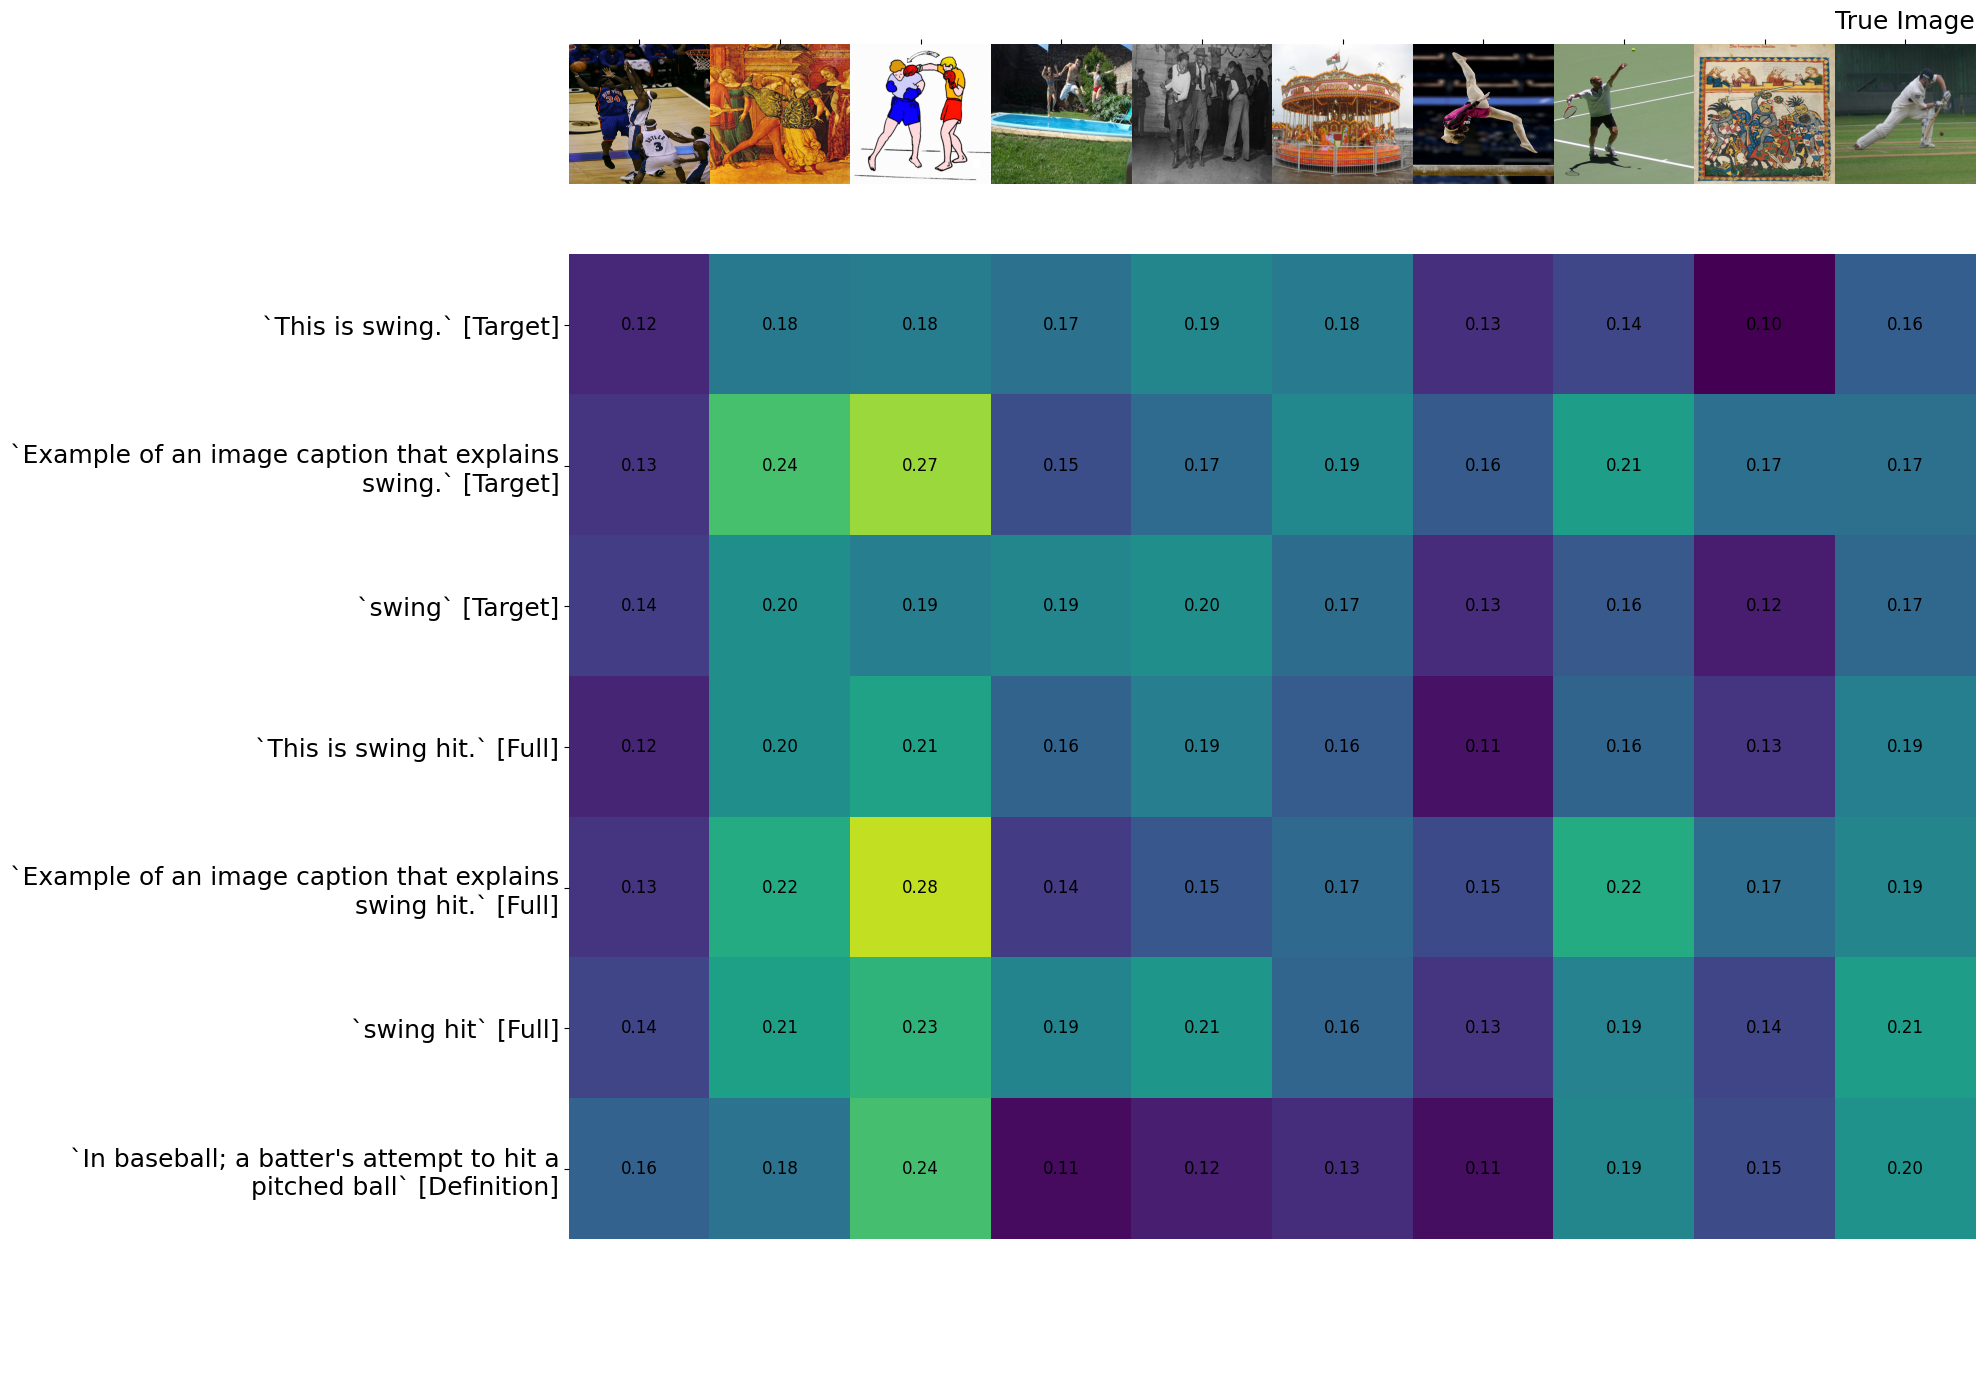 True Image
`This is swing.` [Target]
0.12 0.18 0.18 0.17 0.19 0.18 0.13 0.14 0.10 0.16
`Example of an image caption that explains
swing.` [Target]
0.13 0.24 0.27 0.15 0.17 0.19 0.16 0.21 0.17 0.17
`swing` [Target]
0.14 0.20 0.19 0.19 0.20 0.17 0.13 0.16 0.12 0.17
`This is swing hit.` [Full]
0.12 0.20 0.21 0.16 0.19 0.16 0.11 0.16 0.13 0.19
`Example of an image caption that explains
swing hit.` [Full]
0.13 0.22 0.28 0.14 0.15 0.17 0.15 0.22 0.17 0.19
`swing hit` [Full]
0.14 0.21 0.23 0.19 0.21 0.16 0.13 0.19 0.14 0.21
`In baseball; a batter's attempt to hit a
pitched ball` [Definition]
0.16 0.18 0.24 0.11 0.12 0.13 0.11 0.19 0.15 0.20